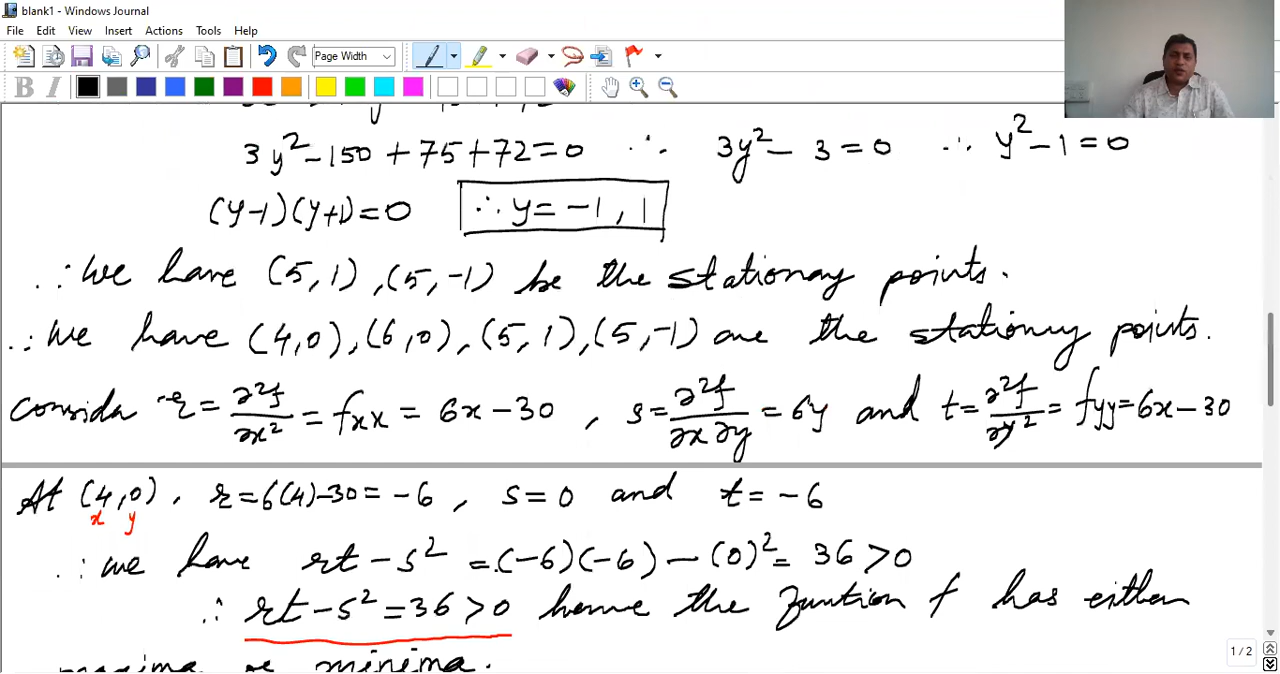 blank1 - Windows Journal
File Edit View Insert Actions Tools Help
Page Width
B I
3y²-150+75+72=0 ∴ 3y²-3=0 ∴ y²-1=0
(y-1)(y+1)=0 ∴ y=-1,1
∴ We have (5,1),(5,-1) be the stationay points.
∴ We have (4,0),(6,0),(5,1),(5,-1) are the stationry points.
Conside r = ∂²f/∂x² = fxx = 6x-30 , s = ∂²f/∂x∂y = 6y and t = ∂²f/∂y² = fyy = 6x-30
At (4,0), r=6(4)-30=-6, s=0 and t=-6
x y
∴ we have rt-s² = (-6)(-6)-(0)² = 36>0
∴ rt-s²=36>0 hence the function f has either
maxima or minima.
1/2